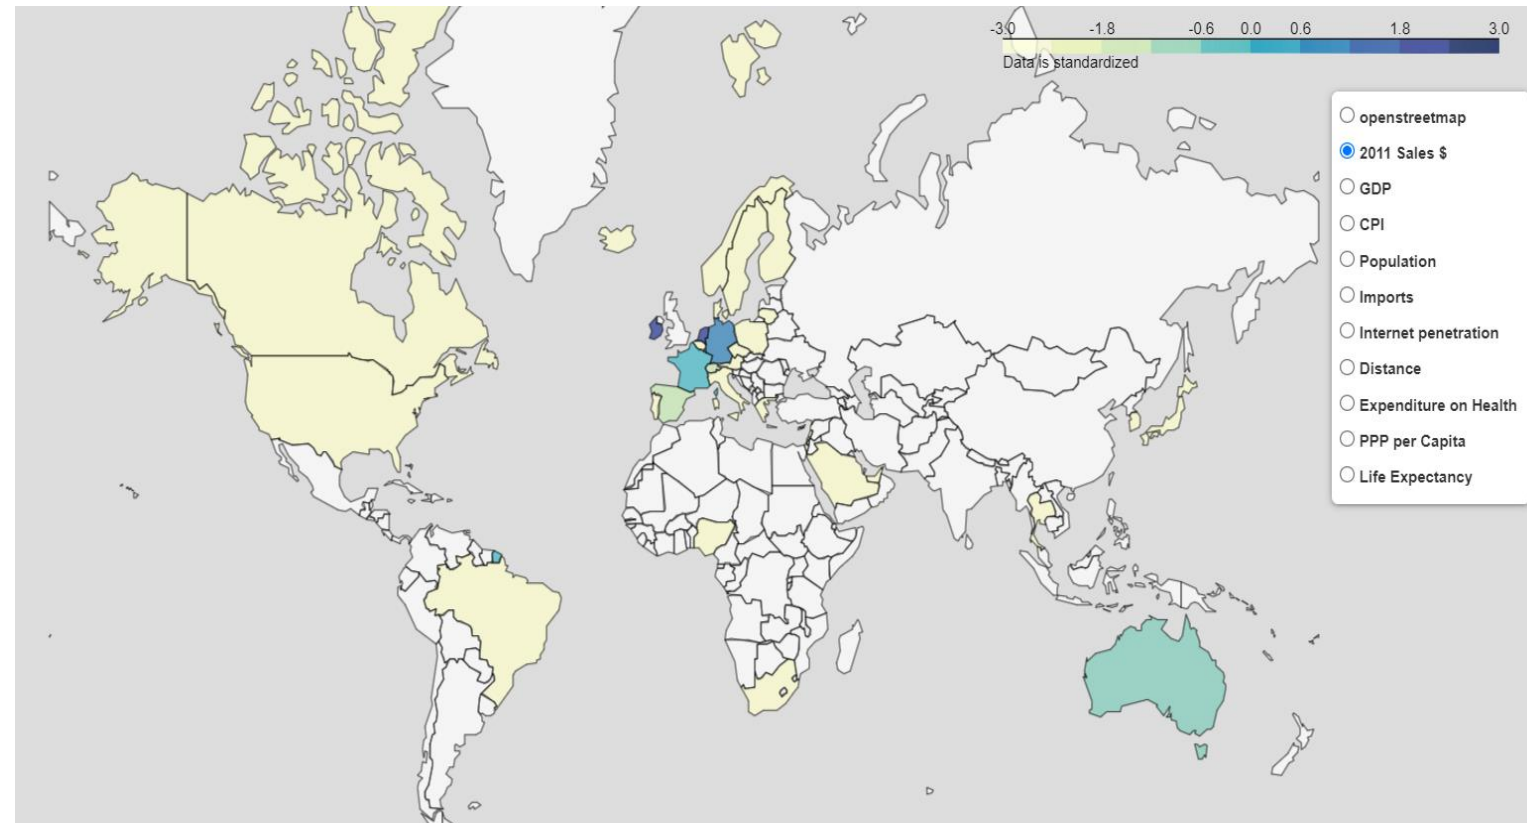 -3.0 -1.8 -0.6 0.0 0.6 1.8 3.0
Data is standardized
openstreetmap
2011 Sales $
GDP
CPI
Population
Imports
Internet penetration
Distance
Expenditure on Health
PPP per Capita
Life Expectancy